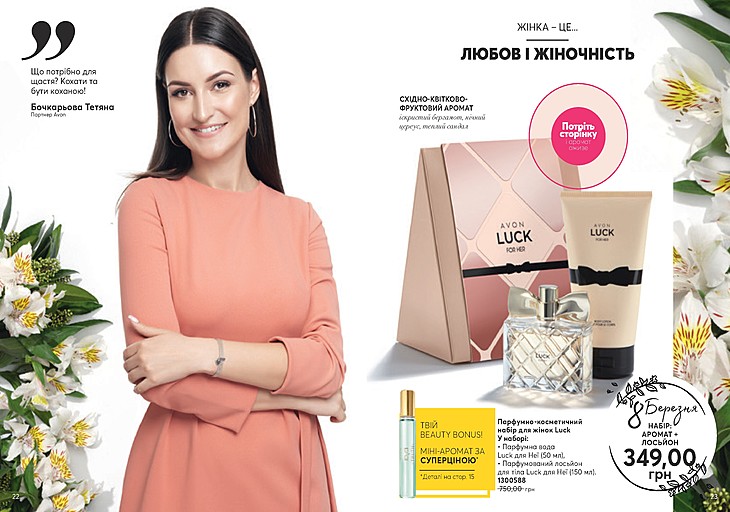 Що потрібно для
щастя? Кохати та
бути коханою!
Бочкарьова Тетяна
Партнер Avon
22
ЖІНКА – ЦЕ...
ЛЮБОВ І ЖІНОЧНІСТЬ
СХІДНО-КВІТКОВО-
ФРУКТОВИЙ АРОМАТ
іскристий бергамот, нічний
цереус, теплий сандал
Потріть
сторінку
і аромат
оживе
AVON
LUCK
FOR HER
AVON
LUCK
FOR HER
LUCK
ТВІЙ
BEAUTY BONUS!
МІНІ-АРОМАТ ЗА
СУПЕРЦІНОЮ*
*Деталі на стор. 15
Парфумно-косметичний
набір для жінок Luck
У наборі:
• Парфумна вода
Luck для Неї (50 мл),
• Парфумований лосьйон
для тіла Luck для Неї (150 мл).
1300588
750,00 грн
8 Березня
НАБІР:
АРОМАТ +
ЛОСЬЙОН
349,00
грн
23